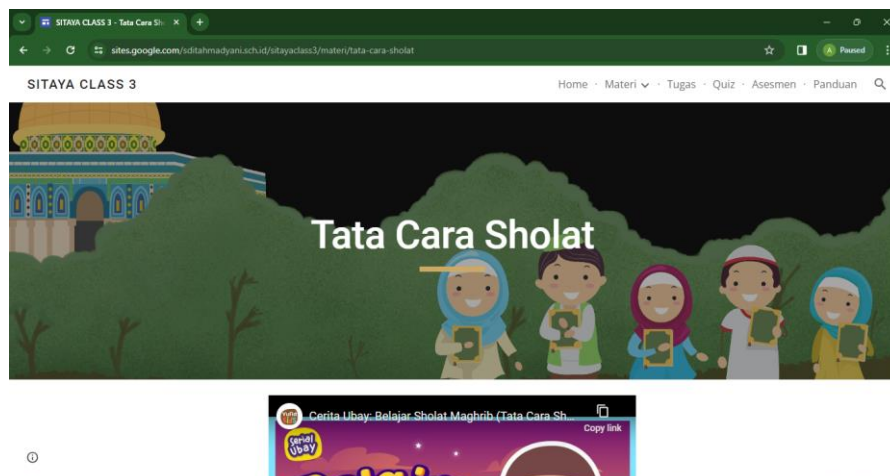 SITAYA CLASS 3 - Tata Cara Sh
sites.google.com/sditahmadyani.sch.id/sitayaclass3/materi/tata-cara-sholat
A Paused
SITAYA CLASS 3
Home · Materi · Tugas · Quiz · Asesmen · Panduan
Tata Cara Sholat
Cerita Ubay: Belajar Sholat Maghrib (Tata Cara Sh...
Copy link
Serial
Ubay